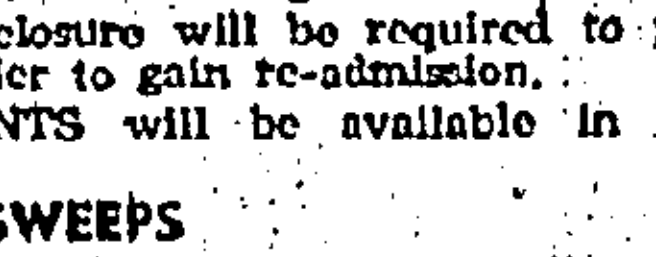 closure will be required to
ier to gain re-admission.
NTS will be available in
SWEEPS